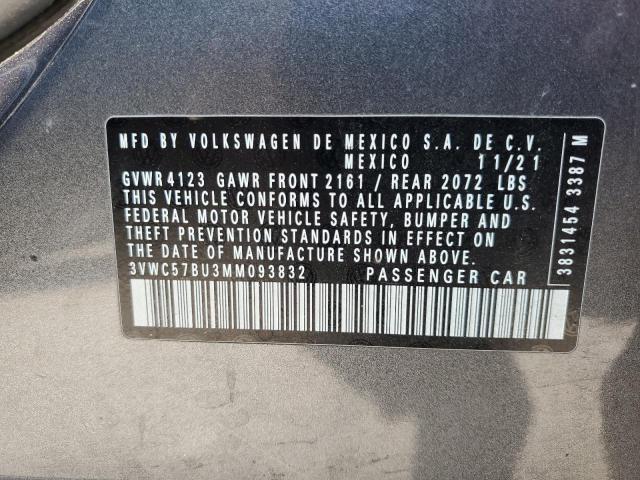 MFD BY VOLKSWAGEN DE MEXICO S.A. DE C.V.
MEXICO 11/21
GVWR 4123 GAWR FRONT 2161 / REAR 2072 LBS
THIS VEHICLE CONFORMS TO ALL APPLICABLE U.S.
FEDERAL MOTOR VEHICLE SAFETY, BUMPER AND
THEFT PREVENTION STANDARDS IN EFFECT ON
THE DATE OF MANUFACTURE SHOWN ABOVE.
3VWC57BU3MM093832 PASSENGER CAR
3831454 3387 M